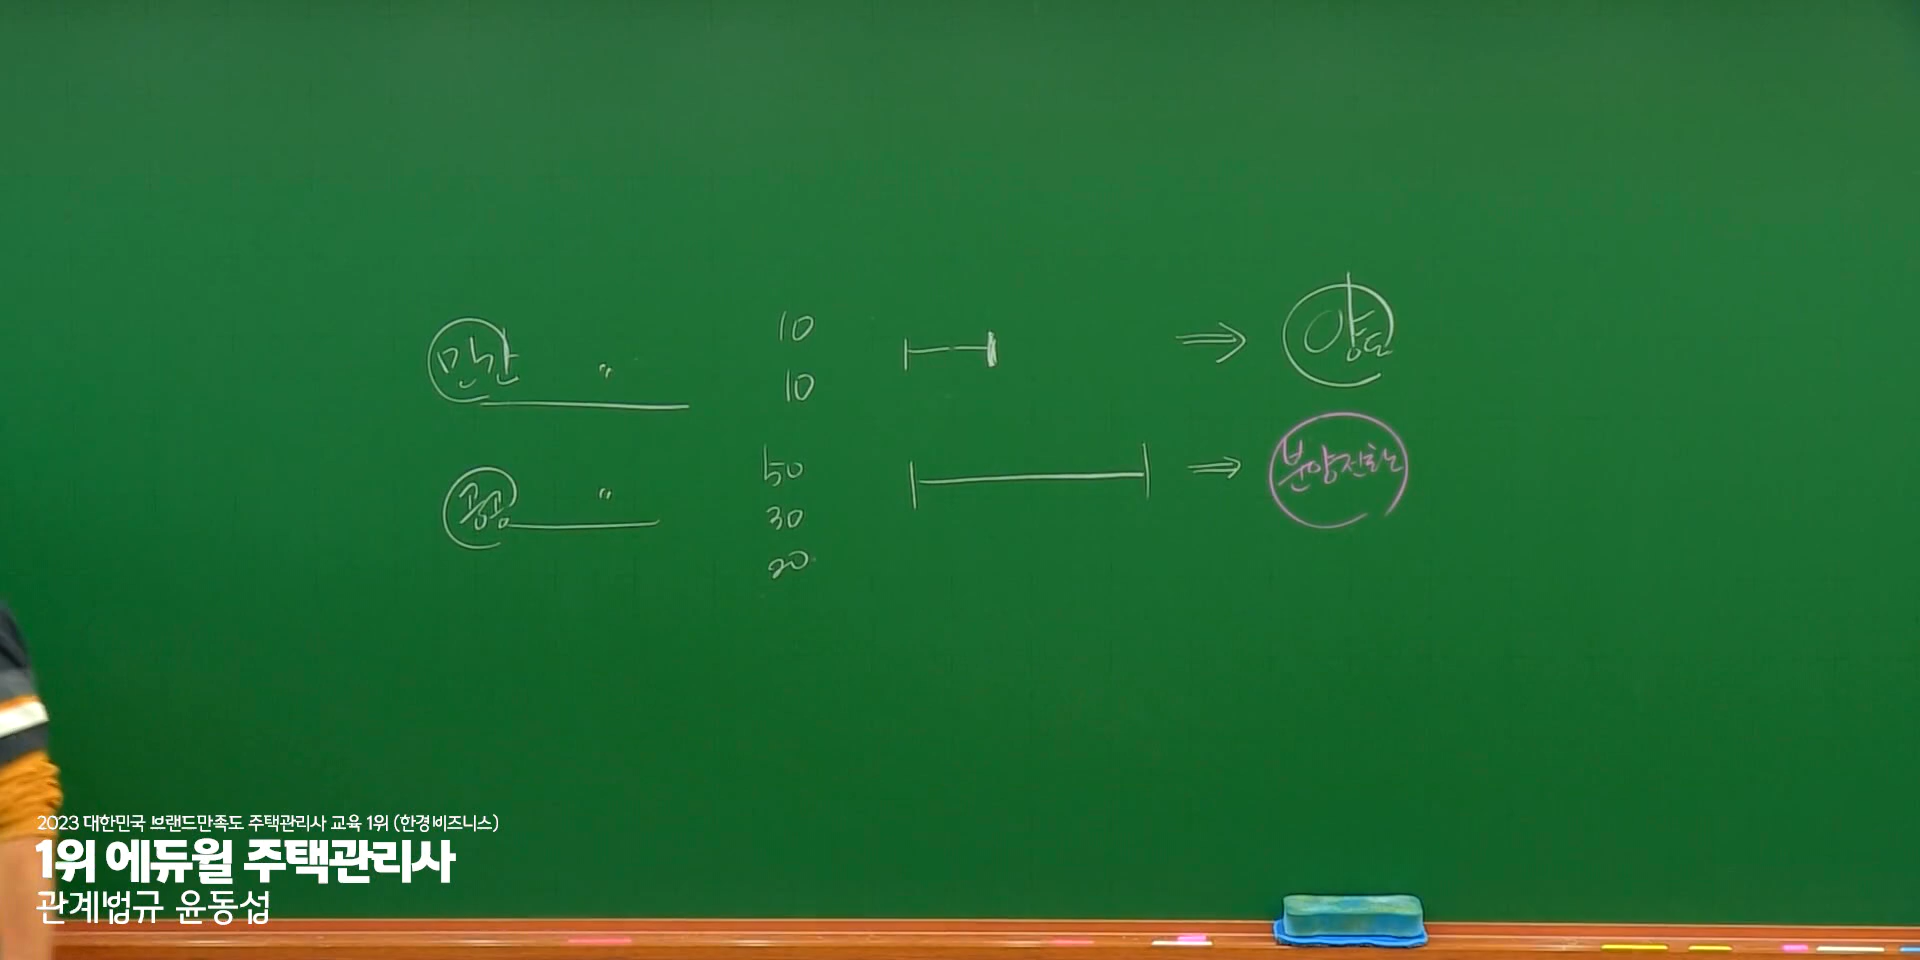 민간 〃 10 ⇒ 양도
10
공공 〃 50 ⇒ 분양전환
30
20
2023 대한민국 브랜드만족도 주택관리사 교육 1위 (한경비즈니스)
1위 에듀윌 주택관리사
관계법규 윤동섭